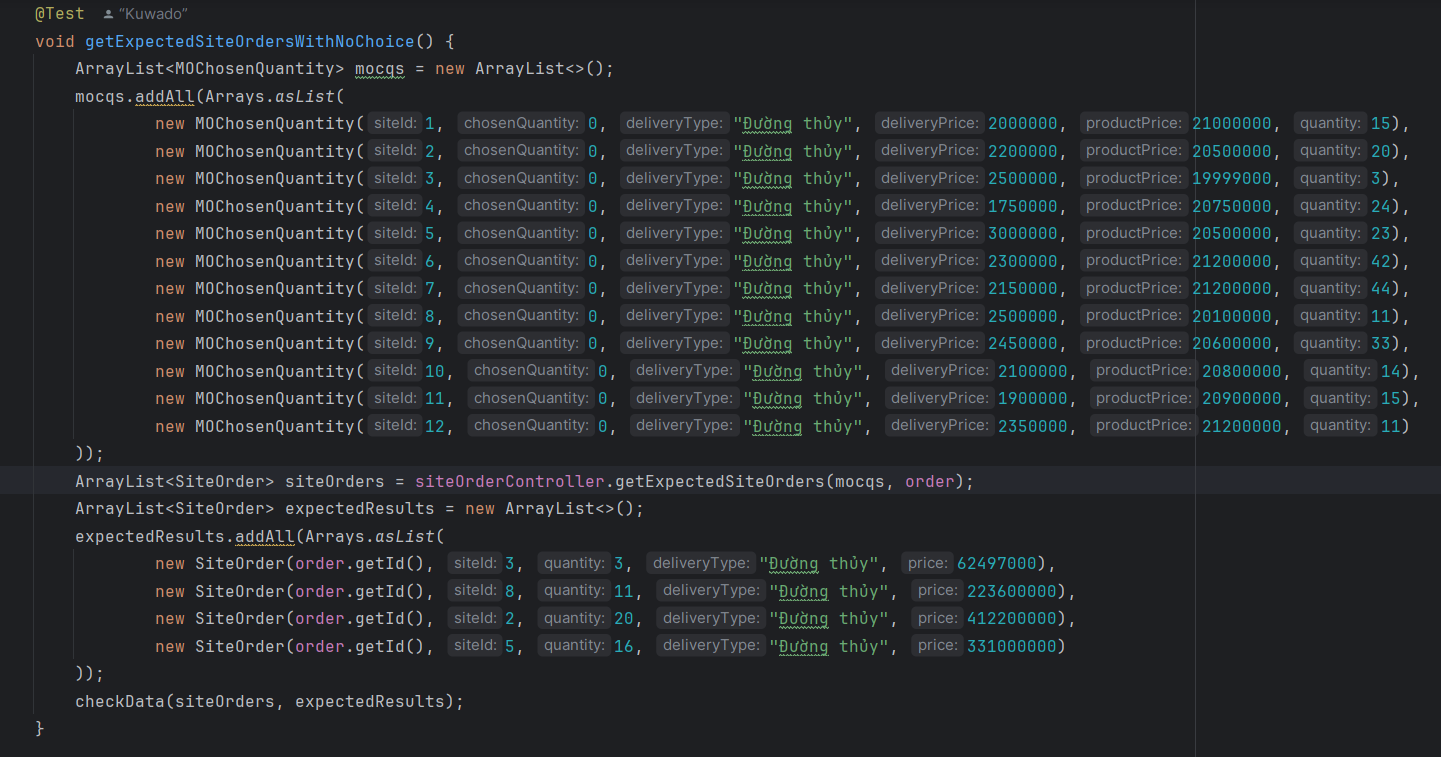 @Test "Kuwado"
void getExpectedSiteOrdersWithNoChoice() {
ArrayList<MOChosenQuantity> mocqs = new ArrayList<>();
mocqs.addAll(Arrays.asList(
new MOChosenQuantity( siteId: 1, chosenQuantity: 0, deliveryType: "Đường thủy", deliveryPrice: 2000000, productPrice: 21000000, quantity: 15),
new MOChosenQuantity( siteId: 2, chosenQuantity: 0, deliveryType: "Đường thủy", deliveryPrice: 2200000, productPrice: 20500000, quantity: 20),
new MOChosenQuantity( siteId: 3, chosenQuantity: 0, deliveryType: "Đường thủy", deliveryPrice: 2500000, productPrice: 19999000, quantity: 3),
new MOChosenQuantity( siteId: 4, chosenQuantity: 0, deliveryType: "Đường thủy", deliveryPrice: 1750000, productPrice: 20750000, quantity: 24),
new MOChosenQuantity( siteId: 5, chosenQuantity: 0, deliveryType: "Đường thủy", deliveryPrice: 3000000, productPrice: 20500000, quantity: 23),
new MOChosenQuantity( siteId: 6, chosenQuantity: 0, deliveryType: "Đường thủy", deliveryPrice: 2300000, productPrice: 21200000, quantity: 42),
new MOChosenQuantity( siteId: 7, chosenQuantity: 0, deliveryType: "Đường thủy", deliveryPrice: 2150000, productPrice: 21200000, quantity: 44),
new MOChosenQuantity( siteId: 8, chosenQuantity: 0, deliveryType: "Đường thủy", deliveryPrice: 2500000, productPrice: 20100000, quantity: 11),
new MOChosenQuantity( siteId: 9, chosenQuantity: 0, deliveryType: "Đường thủy", deliveryPrice: 2450000, productPrice: 20600000, quantity: 33),
new MOChosenQuantity( siteId: 10, chosenQuantity: 0, deliveryType: "Đường thủy", deliveryPrice: 2100000, productPrice: 20800000, quantity: 14),
new MOChosenQuantity( siteId: 11, chosenQuantity: 0, deliveryType: "Đường thủy", deliveryPrice: 1900000, productPrice: 20900000, quantity: 15),
new MOChosenQuantity( siteId: 12, chosenQuantity: 0, deliveryType: "Đường thủy", deliveryPrice: 2350000, productPrice: 21200000, quantity: 11)
));
ArrayList<SiteOrder> siteOrders = siteOrderController.getExpectedSiteOrders(mocqs, order);
ArrayList<SiteOrder> expectedResults = new ArrayList<>();
expectedResults.addAll(Arrays.asList(
new SiteOrder(order.getId(), siteId: 3, quantity: 3, deliveryType: "Đường thủy", price: 62497000),
new SiteOrder(order.getId(), siteId: 8, quantity: 11, deliveryType: "Đường thủy", price: 223600000),
new SiteOrder(order.getId(), siteId: 2, quantity: 20, deliveryType: "Đường thủy", price: 412200000),
new SiteOrder(order.getId(), siteId: 5, quantity: 16, deliveryType: "Đường thủy", price: 331000000)
));
checkData(siteOrders, expectedResults);
}